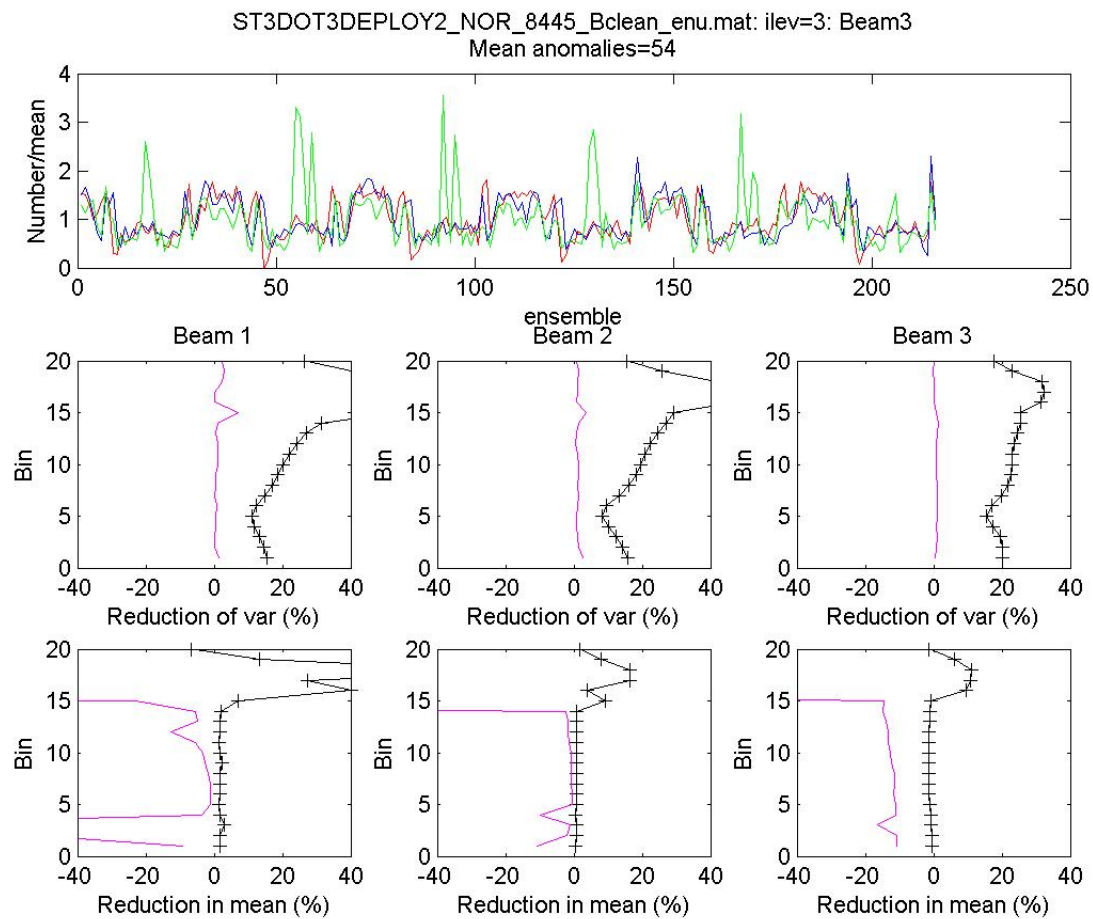 ST3DOT3DEPLOY2_NOR_8445_Bclean_enu.mat: ilev=3: Beam3
Mean anomalies=54
4
3
2
1
0
Number/mean
0 50 100 150 200 250
ensemble
Beam 1 Beam 2 Beam 3
20 20 20
15 15 15
10 10 10
5 5 5
0 0 0
Bin Bin Bin
-40 -20 0 20 40 -40 -20 0 20 40 -40 -20 0 20 40
Reduction of var (%) Reduction of var (%) Reduction of var (%)
20 20 20
15 15 15
10 10 10
5 5 5
0 0 0
Bin Bin Bin
-40 -20 0 20 40 -40 -20 0 20 40 -40 -20 0 20 40
Reduction in mean (%) Reduction in mean (%) Reduction in mean (%)